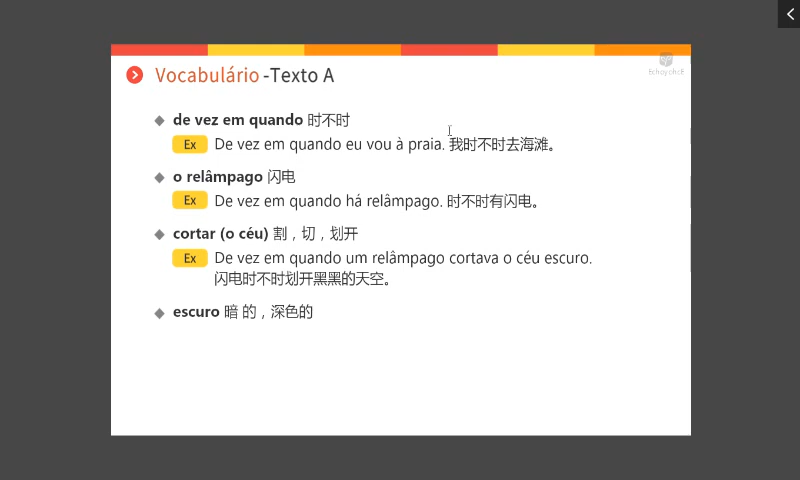 Vocabulário -Texto A
de vez em quando 时不时
Ex De vez em quando eu vou à praia. 我时不时去海滩。
o relâmpago 闪电
Ex De vez em quando há relâmpago. 时不时有闪电。
cortar (o céu) 割，切，划开
Ex De vez em quando um relâmpago cortava o céu escuro.
闪电时不时划开黑黑的天空。
escuro 暗 的，深色的